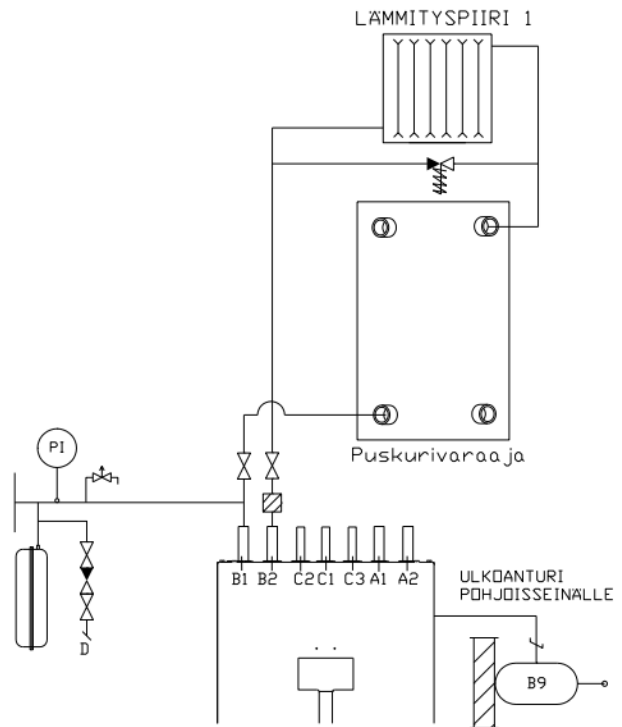 LÄMMITYSPIIRI 1
Puskurivaraaja
PI
B1 B2 C2 C1 C3 A1 A2
D
ULKOANTURI
POHJOISSEINÄLLE
B9